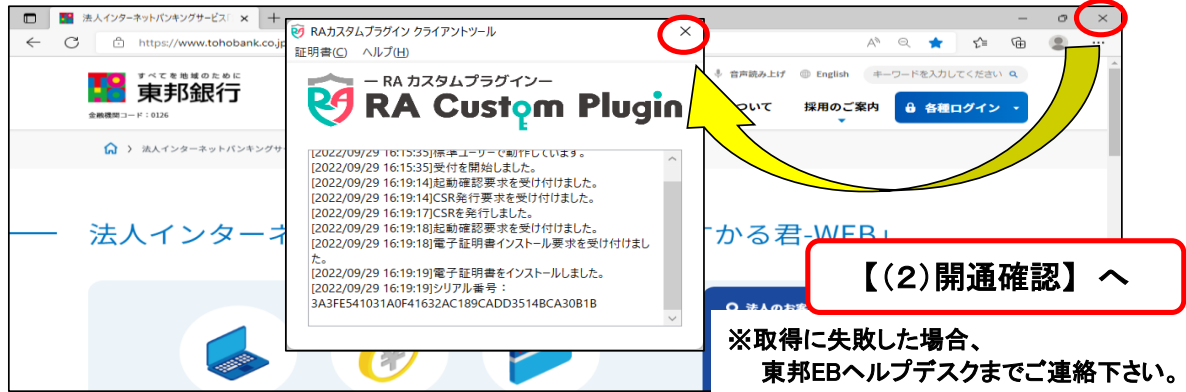 法人インターネットバンキングサービス
https://www.tohobank.co.jp
すべてを地域のために
東邦銀行
金融機関コード：0126
音声読み上げ
English
キーワードを入力してください
ついて
採用のご案内
各種ログイン
法人インターネットバンキングサ
RAカスタムプラグイン クライアントツール
証明書(C) ヘルプ(H)
― RA カスタムプラグイン―
RA Custom Plugin
[2022/09/29 16:15:35]標準ユーザーで動作しています。
[2022/09/29 16:15:35]受付を開始しました。
[2022/09/29 16:19:14]起動確認要求を受け付けました。
[2022/09/29 16:19:14]CSR発行要求を受け付けました。
[2022/09/29 16:19:17]CSRを発行しました。
[2022/09/29 16:19:18]起動確認要求を受け付けました。
[2022/09/29 16:19:18]電子証明書インストール要求を受け付けまし
た。
[2022/09/29 16:19:19]電子証明書をインストールしました。
[2022/09/29 16:19:19]シリアル番号：
3A3FE541031A0F41632AC189CADD3514BCA30B1B
法人インターネ
かる君-WEB」
法人のお客
【（2）開通確認】 へ
※取得に失敗した場合、
東邦EBヘルプデスクまでご連絡下さい。